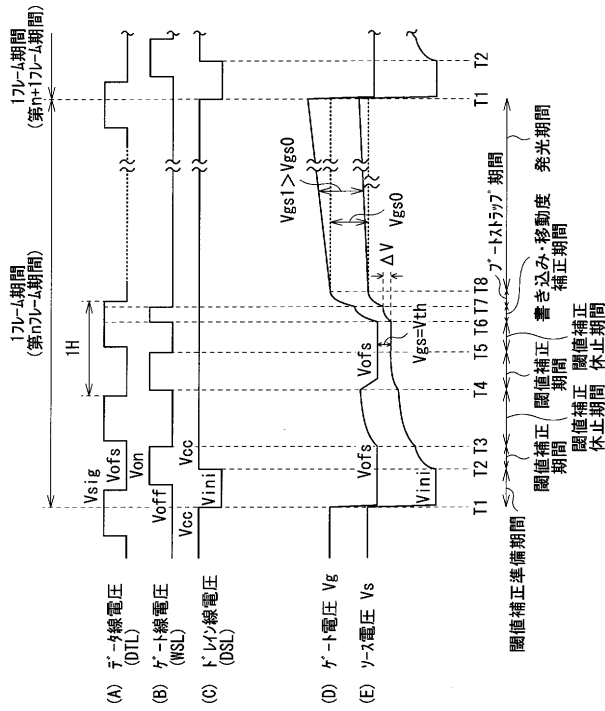 1フレーム期間
(第nフレーム期間)
1フレーム期間
(第n+1フレーム期間)
1H
(A) データ線電圧
(DTL)
Vsig
Vofs
(B) ゲート線電圧
(WSL)
Von
Voff
(C) ドレイン線電圧
(DSL)
Vcc
Vini
Vcc
(D) ゲート電圧 Vg
(E) ソース電圧 Vs
Vofs
Vofs
Vini
Vgs=Vth
ΔV
Vgs0
Vgs1>Vgs0
T1
T2
T3
T4
T5
T6
T7
T8
T1
T2
閾値補正準備期間
閾値補正
期間
閾値補正
休止期間
閾値補正
期間
閾値補正
休止期間
書き込み・移動度
補正期間
ブートストラップ期間
発光期間